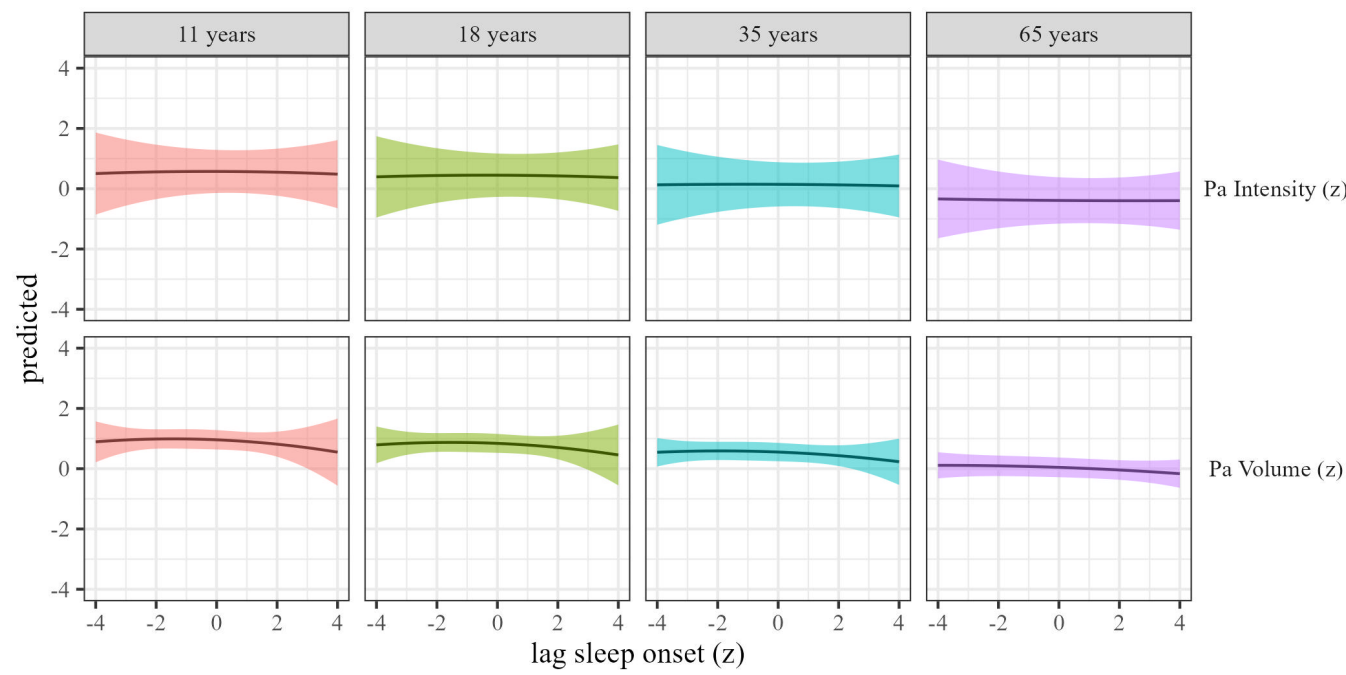 11 years 18 years 35 years 65 years
4
2
0
-2
-4
Pa Intensity (z)
4
2
0
-2
-4
Pa Volume (z)
predicted
-4 -2 0 2 4 -4 -2 0 2 4 -4 -2 0 2 4 -4 -2 0 2 4
lag sleep onset (z)